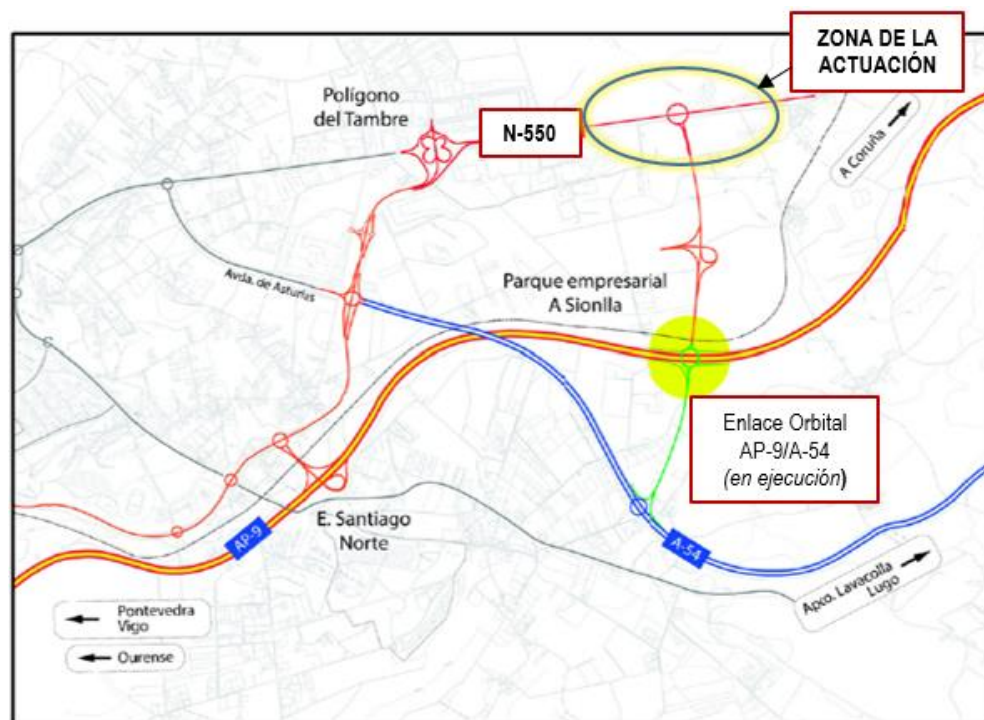 ZONA DE LA
ACTUACIÓN
Polígono
del Tambre
N-550
A Coruña
Avda. de Asturias
Parque empresarial
A Sionlla
Enlace Orbital
AP-9/A-54
(en ejecución)
E. Santiago
Norte
AP-9
A-54
Apto. Lavacolla
Lugo
Pontevedra
Vigo
Ourense